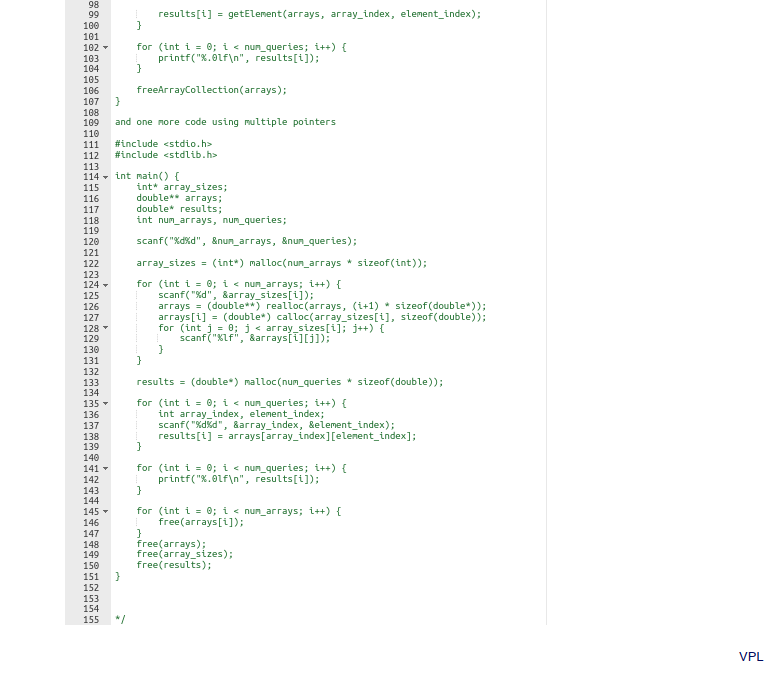 98
99         results[i] = getElement(arrays, array_index, element_index);
100     }
101
102     for (int i = 0; i < num_queries; i++) {
103         printf("%.0lf\n", results[i]);
104     }
105
106     freeArrayCollection(arrays);
107 }
108
109 and one more code using multiple pointers
110
111 #include <stdio.h>
112 #include <stdlib.h>
113
114 int main() {
115     int* array_sizes;
116     double** arrays;
117     double* results;
118     int num_arrays, num_queries;
119
120     scanf("%d%d", &num_arrays, &num_queries);
121
122     array_sizes = (int*) malloc(num_arrays * sizeof(int));
123
124     for (int i = 0; i < num_arrays; i++) {
125         scanf("%d", &array_sizes[i]);
126         arrays = (double**) realloc(arrays, (i+1) * sizeof(double*));
127         arrays[i] = (double*) calloc(array_sizes[i], sizeof(double));
128         for (int j = 0; j < array_sizes[i]; j++) {
129             scanf("%lf", &arrays[i][j]);
130         }
131     }
132
133     results = (double*) malloc(num_queries * sizeof(double));
134
135     for (int i = 0; i < num_queries; i++) {
136         int array_index, element_index;
137         scanf("%d%d", &array_index, &element_index);
138         results[i] = arrays[array_index][element_index];
139     }
140
141     for (int i = 0; i < num_queries; i++) {
142         printf("%.0lf\n", results[i]);
143     }
144
145     for (int i = 0; i < num_arrays; i++) {
146         free(arrays[i]);
147     }
148     free(arrays);
149     free(array_sizes);
150     free(results);
151 }
152
153
154
155 */
VPL